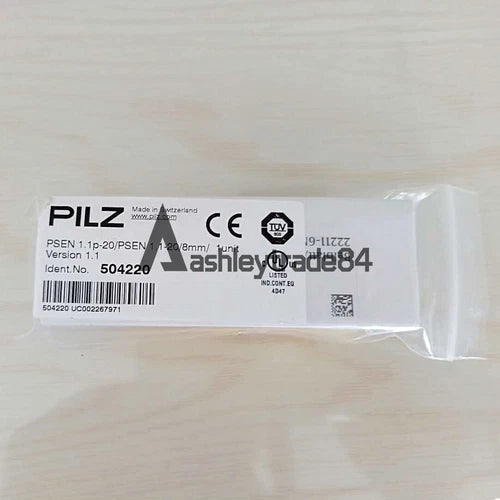 PILZ
Made in Switzerland
www.pilz.com
CE
TÜV
PSEN 1.1p-20/PSEN 1.1-20/8mm/ 1unit
Version 1.1
Ident.No. 504220
UL
LISTED
IND.CONT.EQ
4D47
504220 UC002267971
Ashleytrade84